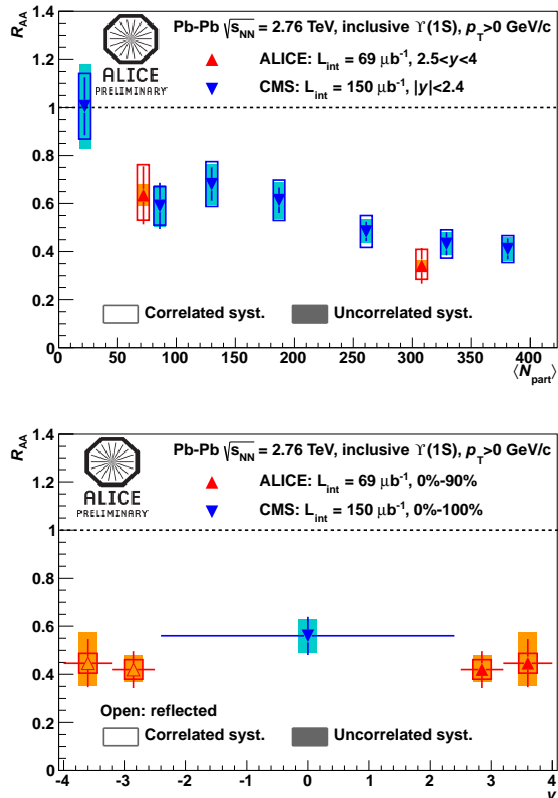 R_AA
1.4
Pb-Pb √s_NN = 2.76 TeV, inclusive ϒ(1S), p_T>0 GeV/c
ALICE: L_int = 69 μb⁻¹, 2.5<y<4
CMS: L_int = 150 μb⁻¹, |y|<2.4
ALICE
PRELIMINARY
1.2
1
0.8
0.6
0.4
0.2
0
Correlated syst.
Uncorrelated syst.
0 50 100 150 200 250 300 350 400
⟨N_part⟩
R_AA
1.4
Pb-Pb √s_NN = 2.76 TeV, inclusive ϒ(1S), p_T>0 GeV/c
ALICE: L_int = 69 μb⁻¹, 0%-90%
CMS: L_int = 150 μb⁻¹, 0%-100%
ALICE
PRELIMINARY
1.2
1
0.8
0.6
0.4
0.2
0
Open: reflected
Correlated syst.
Uncorrelated syst.
-4 -3 -2 -1 0 1 2 3 4
y